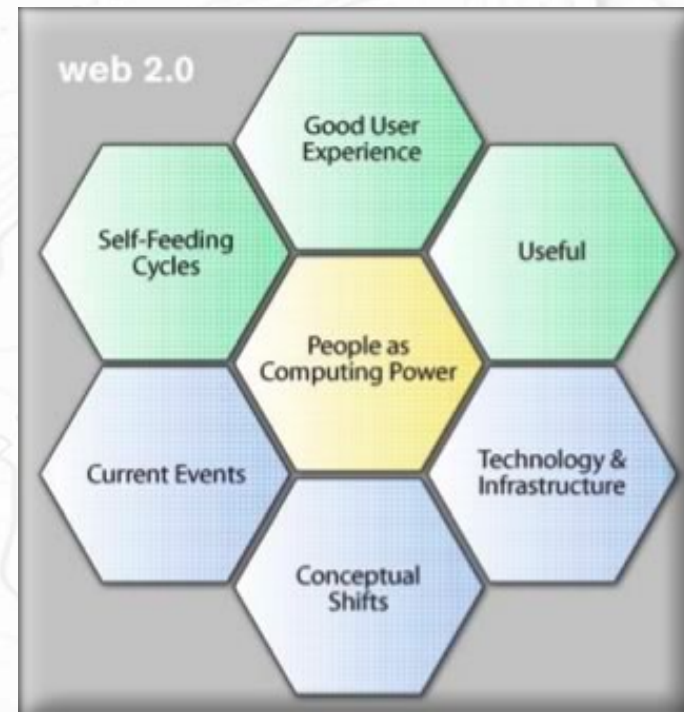 web 2.0
Good User
Experience
Self-Feeding
Cycles
Useful
People as
Computing Power
Current Events
Technology &
Infrastructure
Conceptual
Shifts